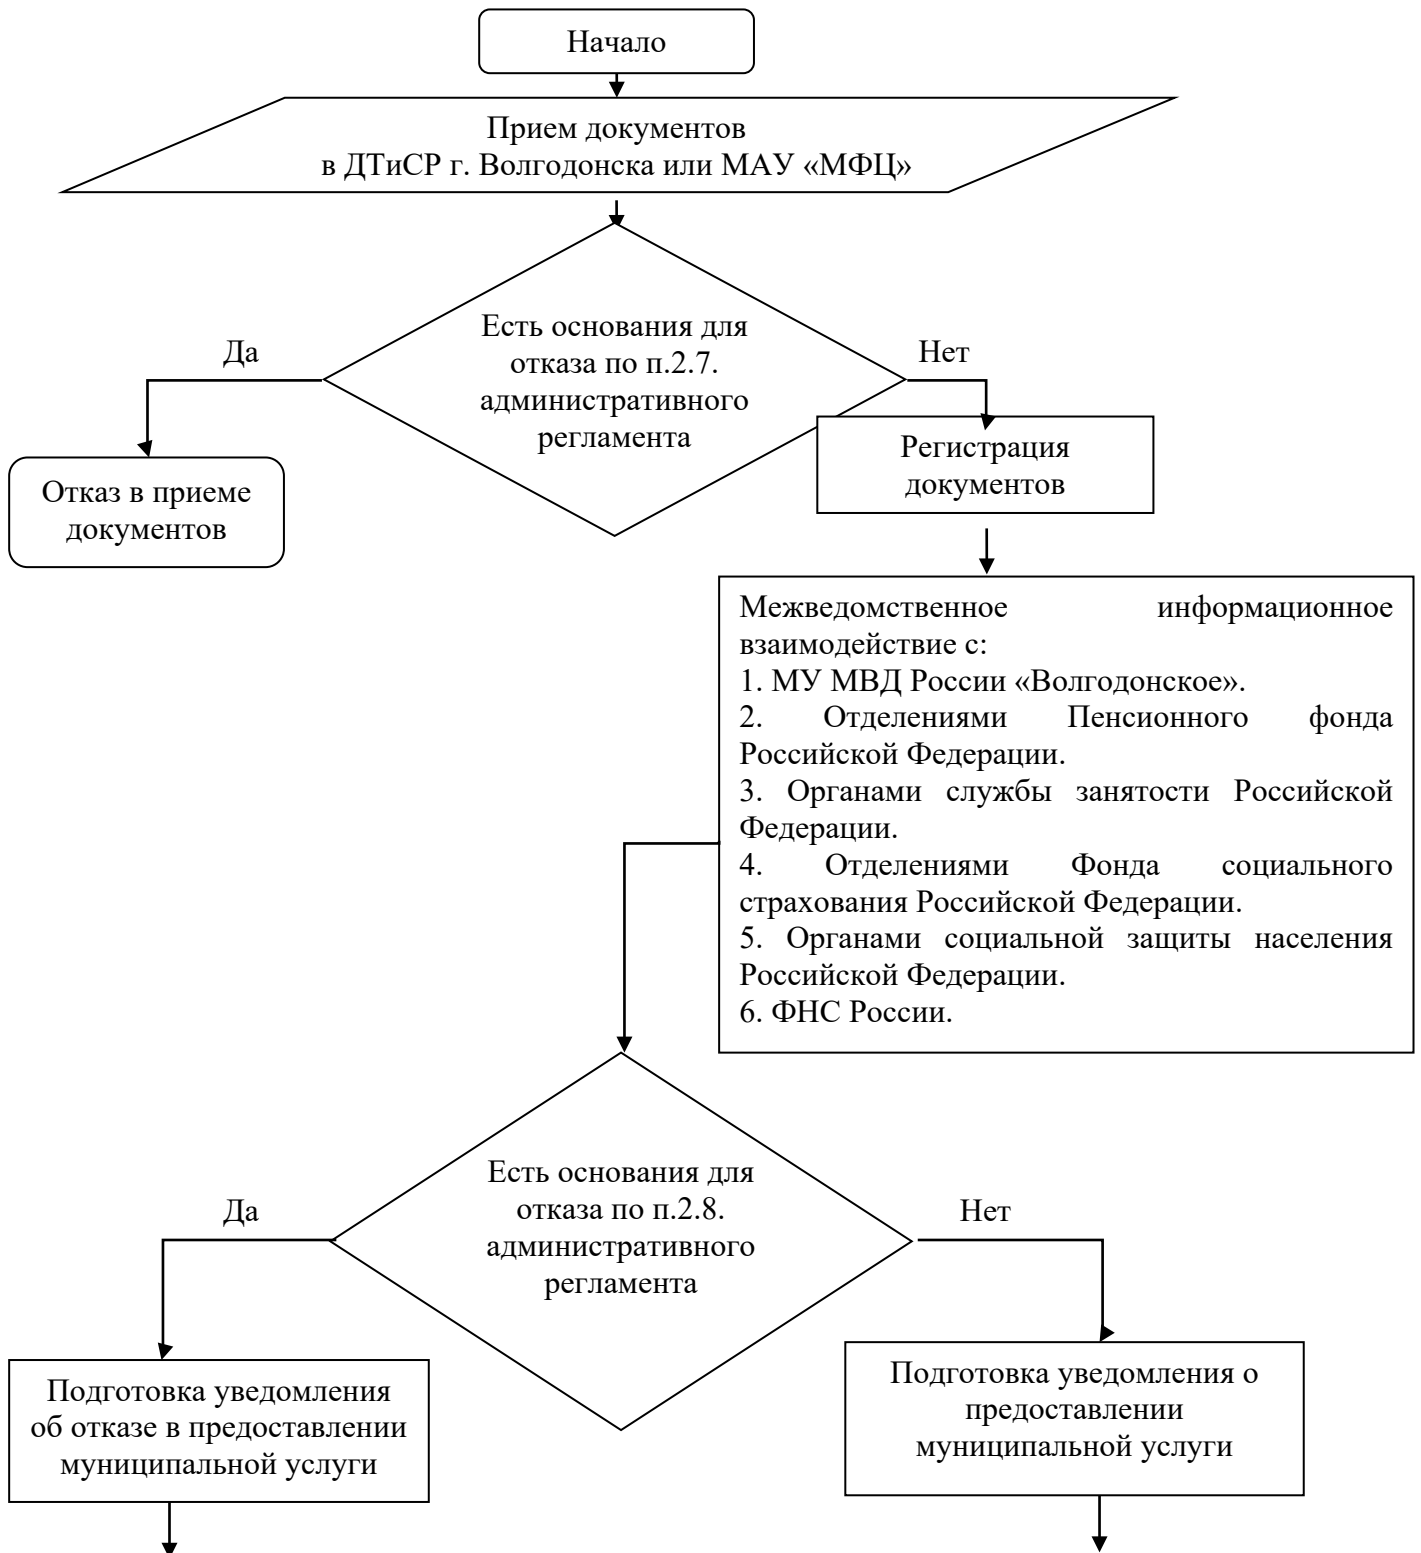 Начало
Прием документов
в ДТиСР г. Волгодонска или МАУ «МФЦ»
Есть основания для
отказа по п.2.7.
административного
регламента
Да
Нет
Отказ в приеме
документов
Регистрация
документов
Межведомственное информационное
взаимодействие с:
1. МУ МВД России «Волгодонское».
2. Отделениями Пенсионного фонда
Российской Федерации.
3. Органами службы занятости Российской
Федерации.
4. Отделениями Фонда социального
страхования Российской Федерации.
5. Органами социальной защиты населения
Российской Федерации.
6. ФНС России.
Есть основания для
отказа по п.2.8.
административного
регламента
Да
Нет
Подготовка уведомления
об отказе в предоставлении
муниципальной услуги
Подготовка уведомления о
предоставлении
муниципальной услуги